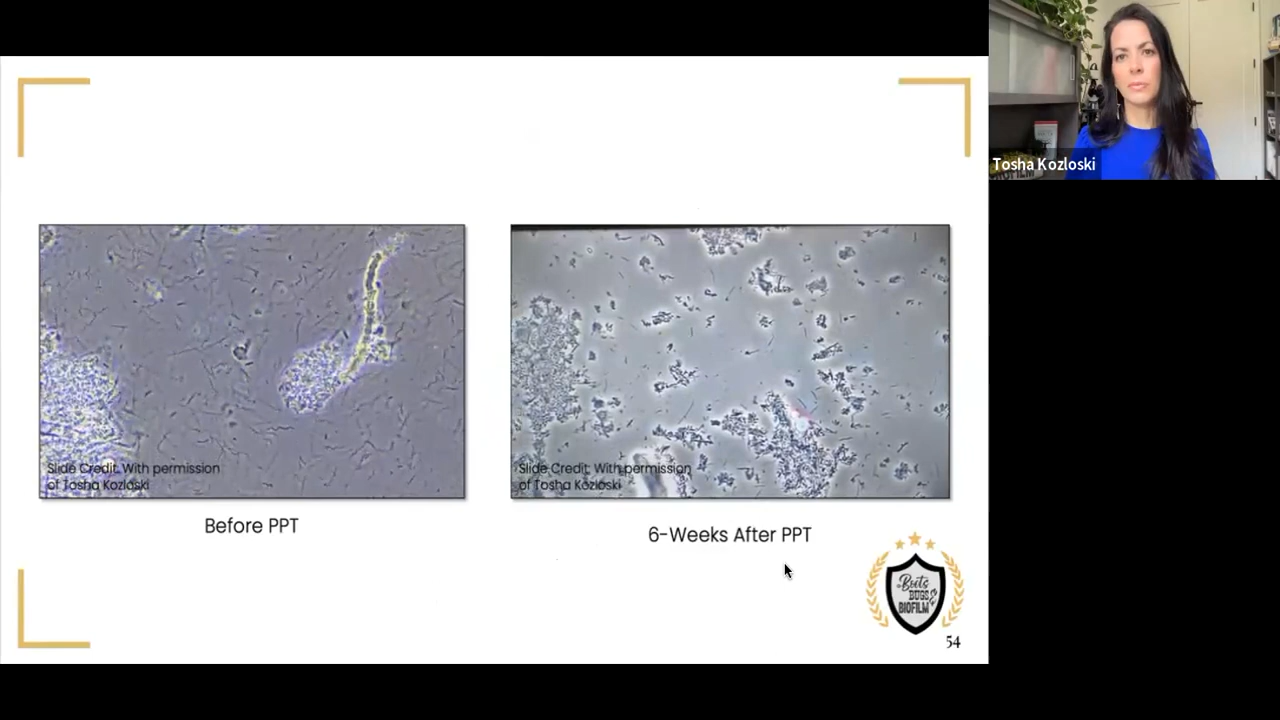 Tosha Kozloski
Slide Credit: With permission
of Tosha Kozloski
Slide Credit: With permission
of Tosha Kozloski
Before PPT
6-Weeks After PPT
Boots
BUGS &
BIOFILM
54